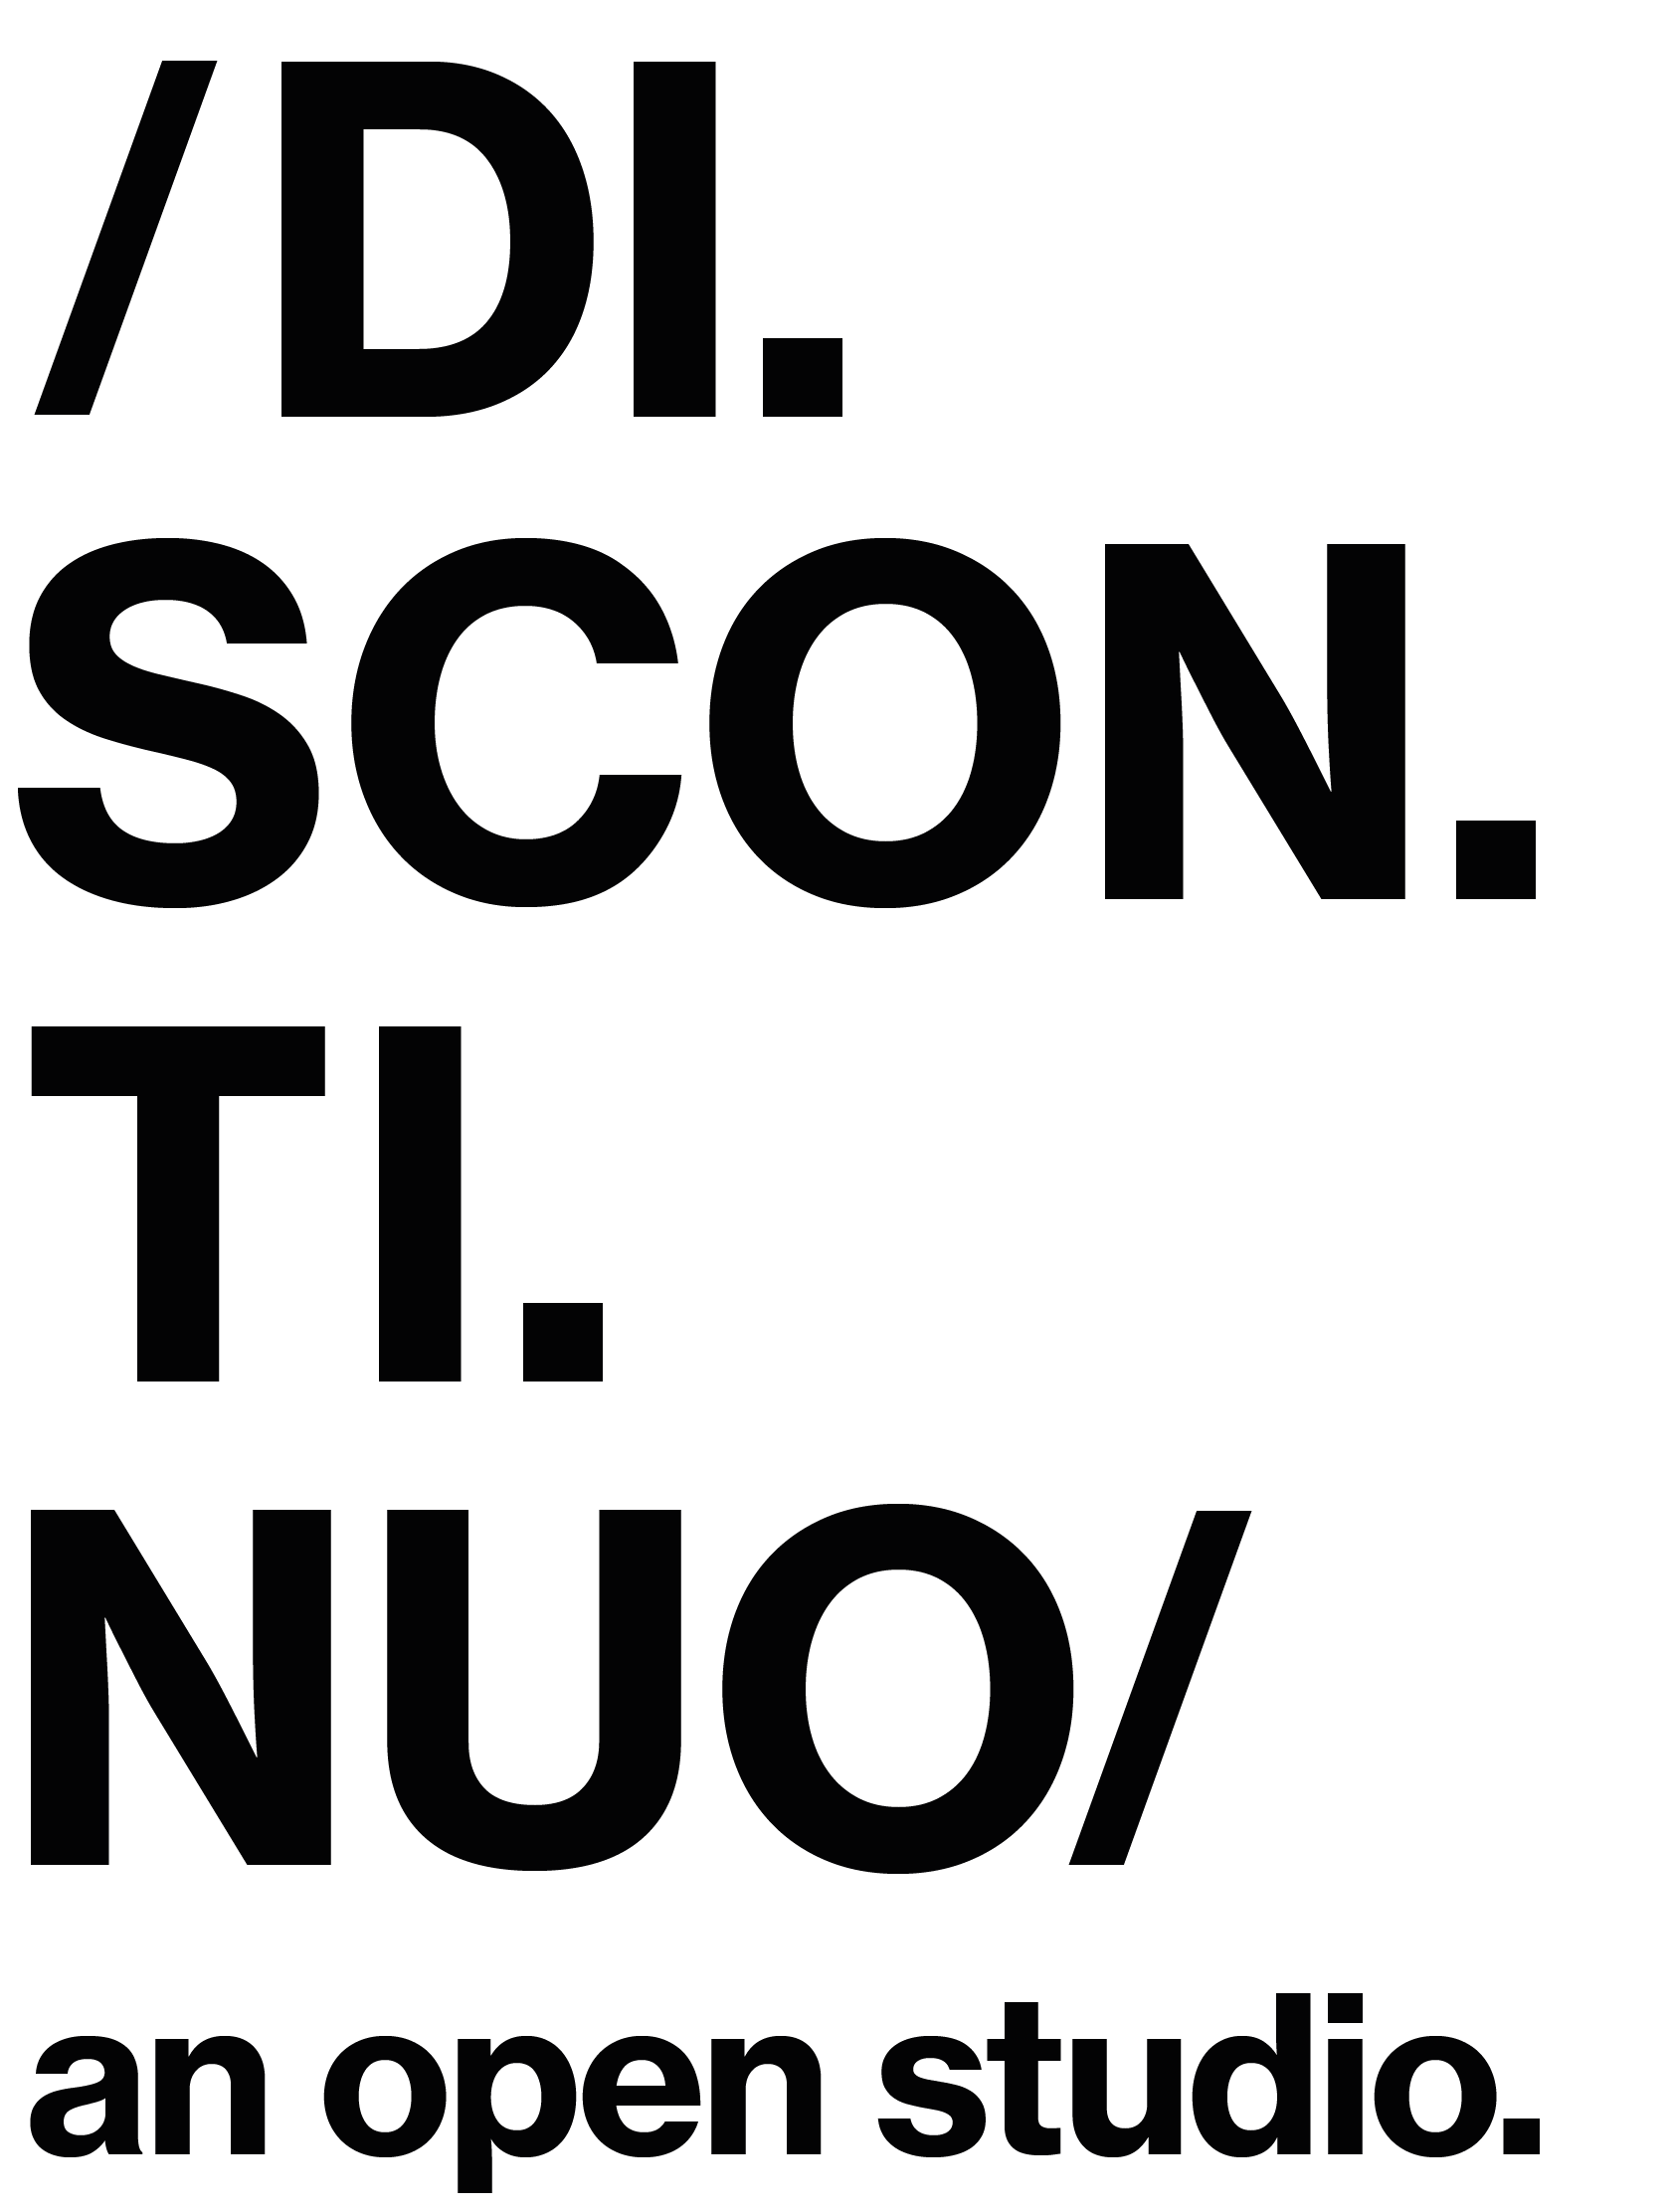 /DI.
SCON.
TI.
NUO/
an open studio.